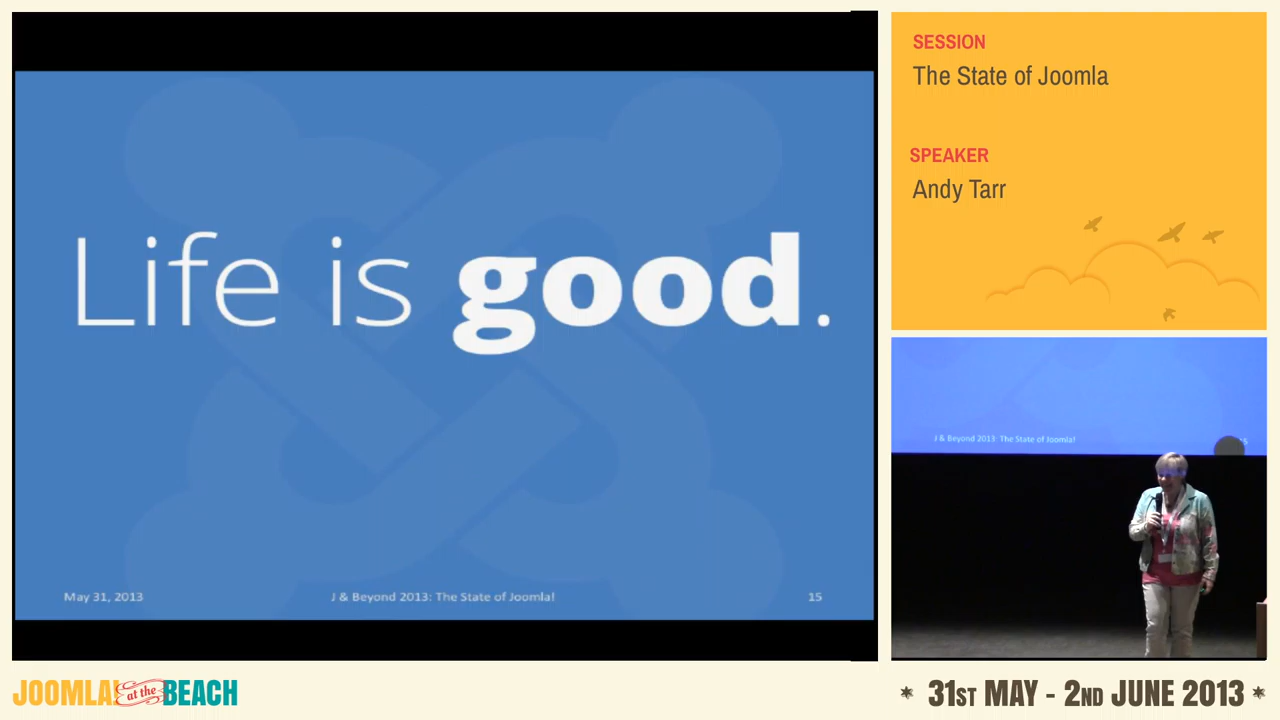 Life is good.
May 31, 2013
J & Beyond 2013: The State of Joomla!
15
SESSION
The State of Joomla
SPEAKER
Andy Tarr
J & Beyond 2013: The State of Joomla!
15
JOOMLA! at the BEACH
* 31ST MAY - 2ND JUNE 2013 *